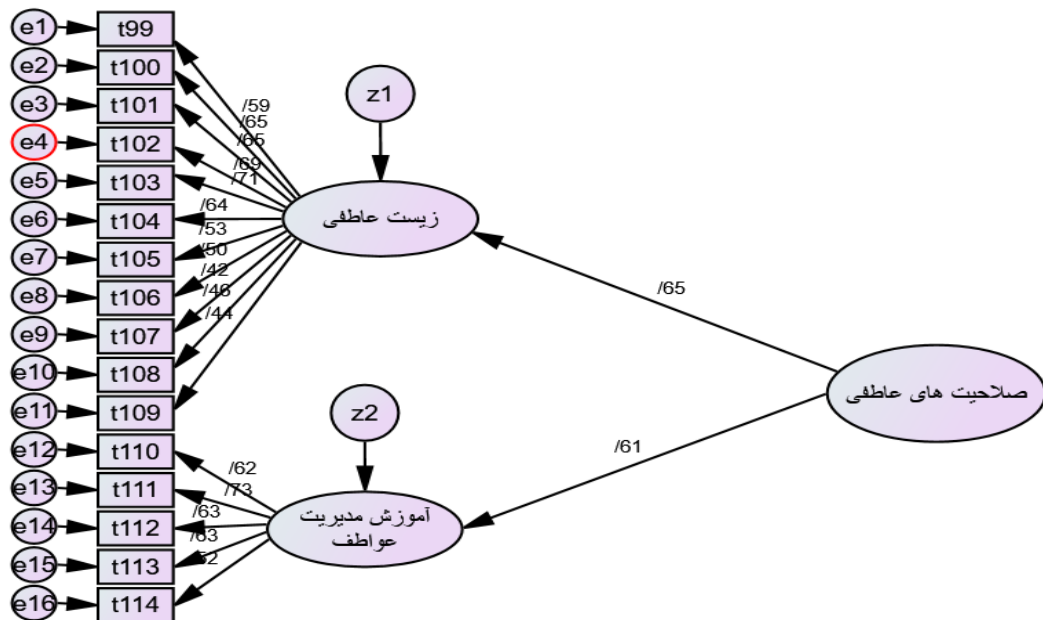 e1 t99
e2 t100
e3 t101
e4 t102
e5 t103
e6 t104
e7 t105
e8 t106
e9 t107
e10 t108
e11 t109
e12 t110
e13 t111
e14 t112
e15 t113
e16 t114
/59
/65
/65
/69
/71
/64
/53
/50
/42
/46
/44
z1
زیست عاطفی
/65
صلاحیت های عاطفی
/61
z2
آموزش مدیریت
عواطف
/62
/73
/63
/63
/52